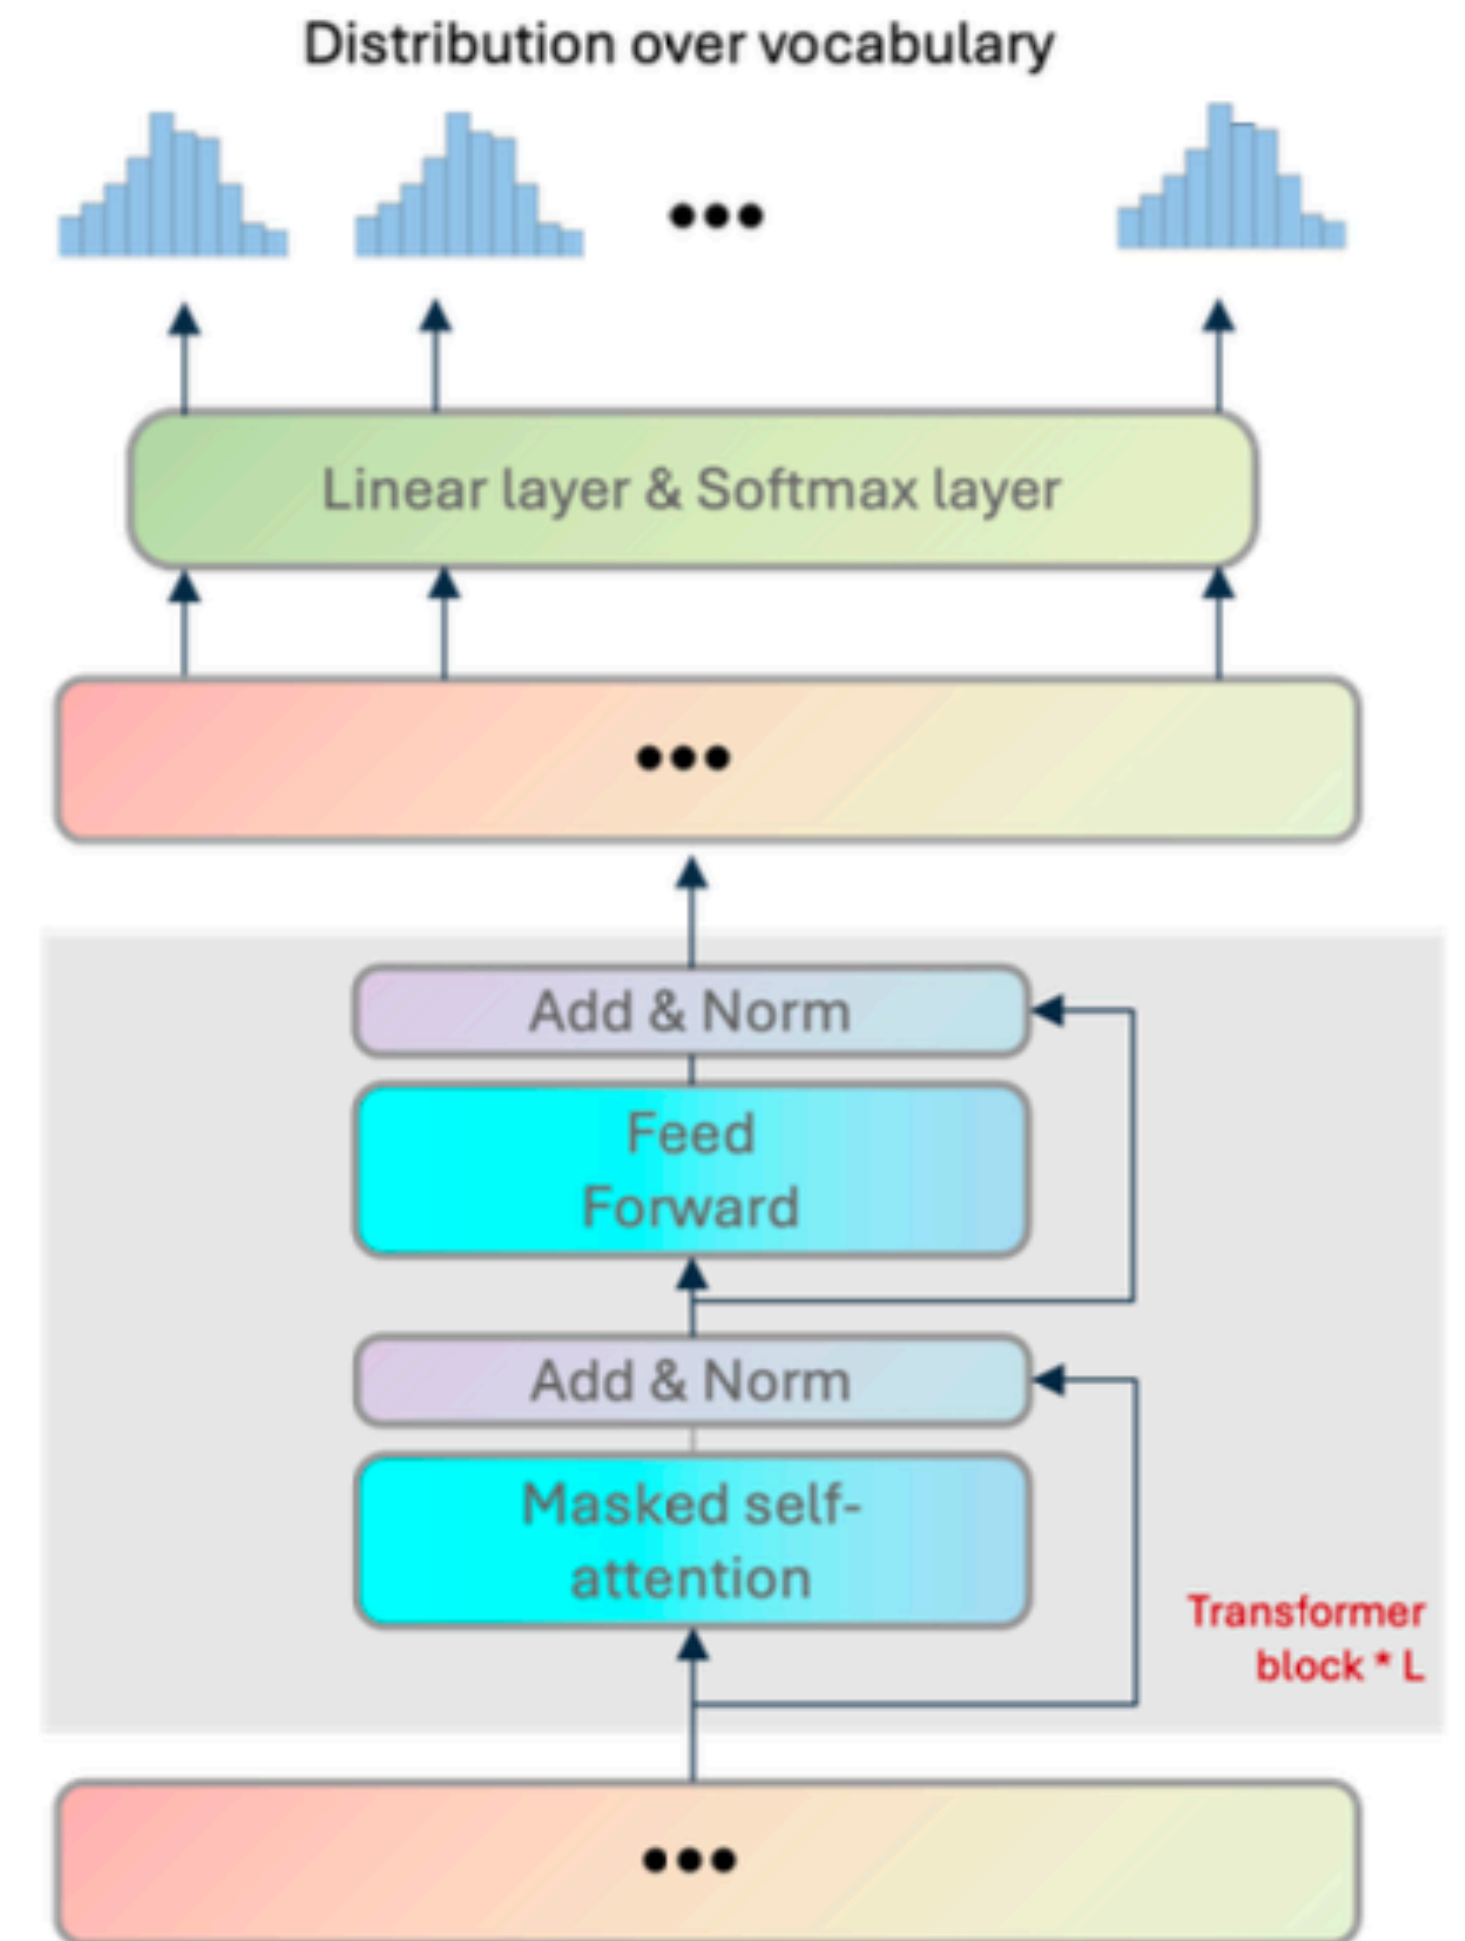 Distribution over vocabulary
•••
Linear layer & Softmax layer
•••
Add & Norm
Feed
Forward
Add & Norm
Masked self-
attention
Transformer
block * L
•••